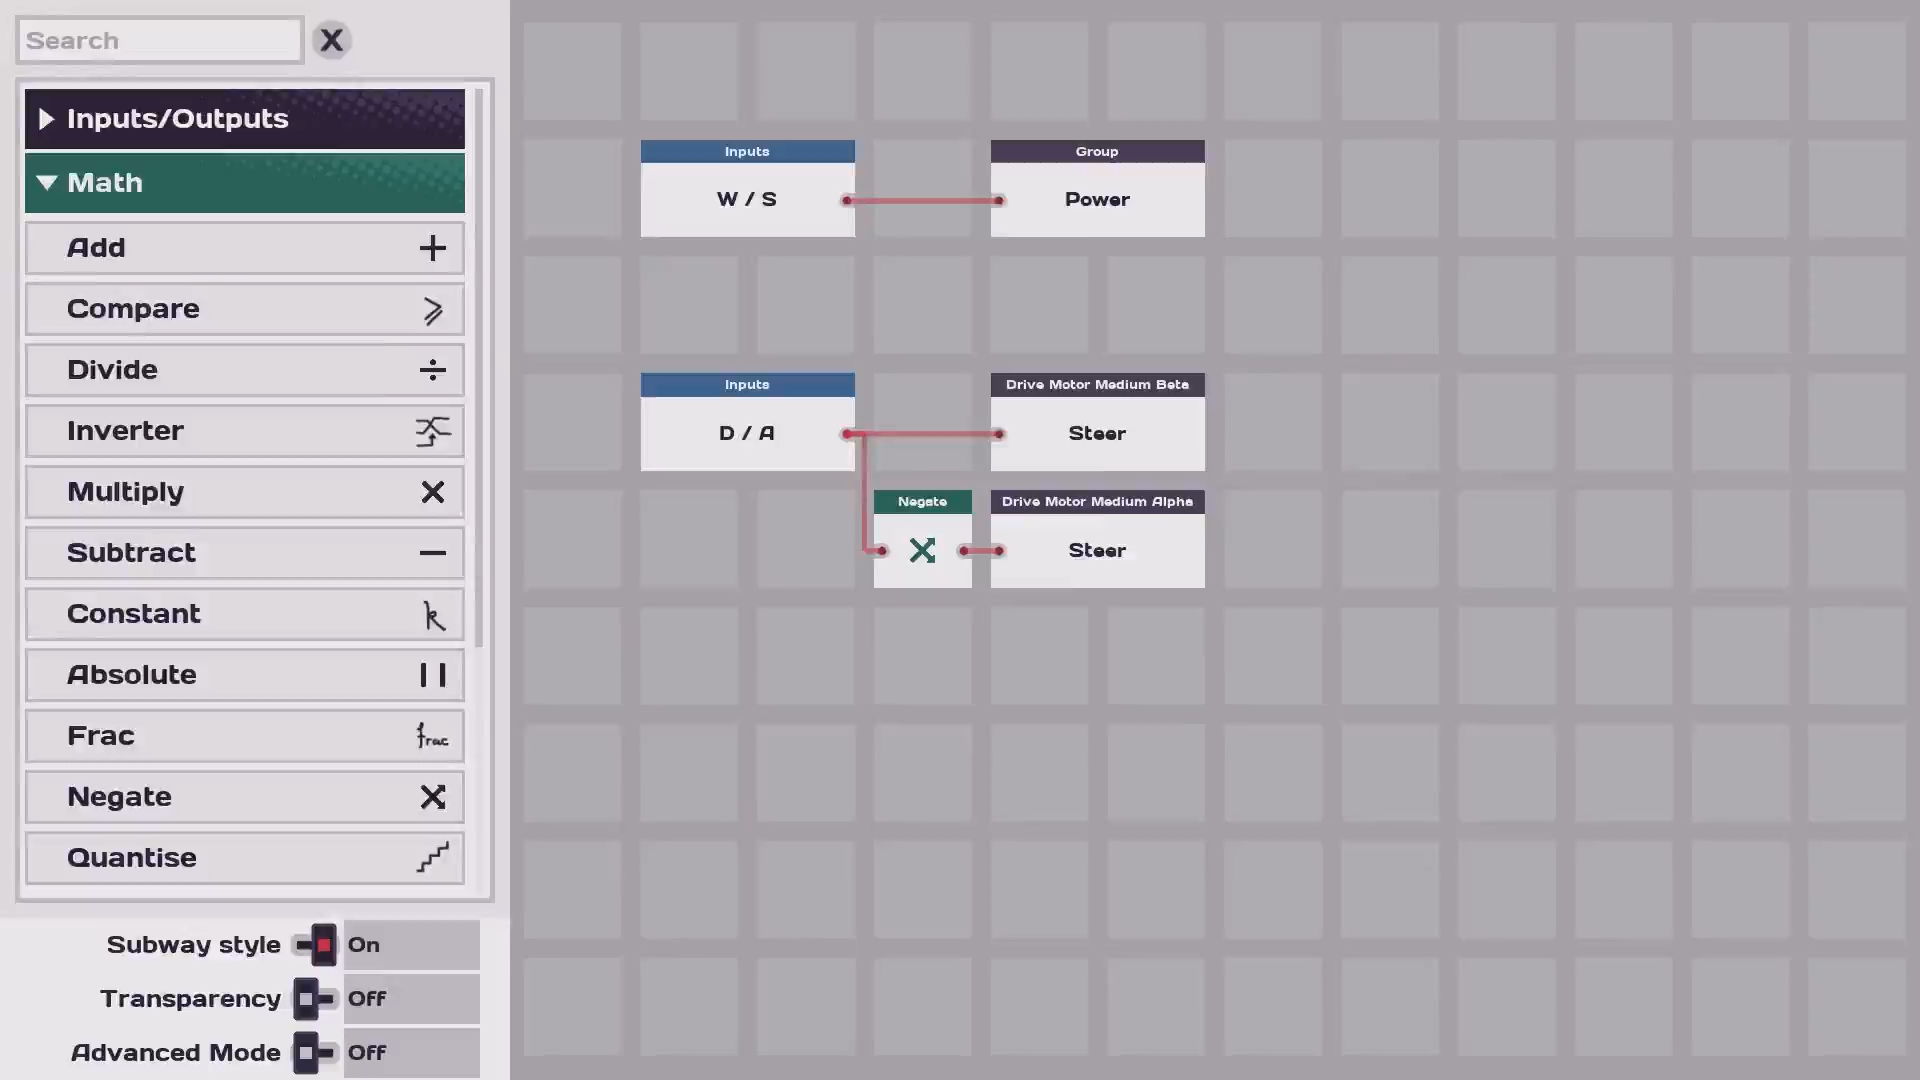 Search
X
Inputs/Outputs
Math
Add
Compare
Divide
Inverter
Multiply
Subtract
Constant
k
Absolute
Frac
frac
Negate
Quantise
Subway style
On
Transparency
Off
Advanced Mode
Off
Inputs
W / S
Group
Power
Inputs
D / A
Drive Motor Medium Beta
Steer
Negate
Drive Motor Medium Alpha
Steer